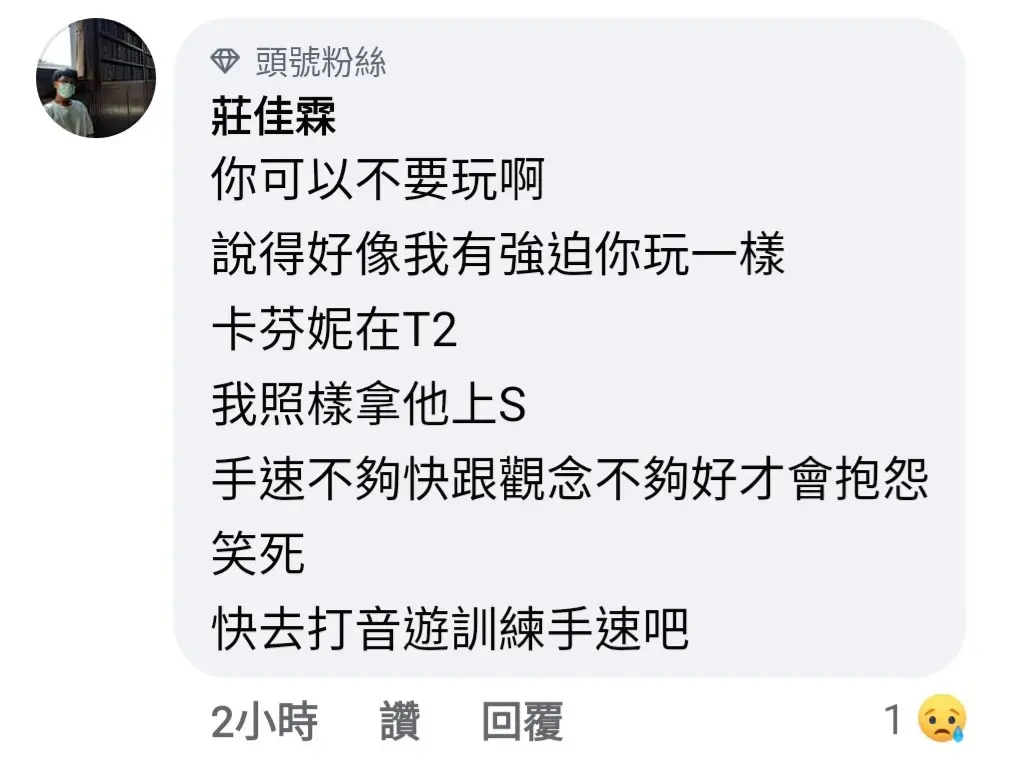 頭號粉絲
莊佳霖
你可以不要玩啊
說得好像我有強迫你玩一樣
卡芬妮在T2
我照樣拿他上S
手速不夠快跟觀念不夠好才會抱怨
笑死
快去打音遊訓練手速吧
2小時 讚 回覆 1